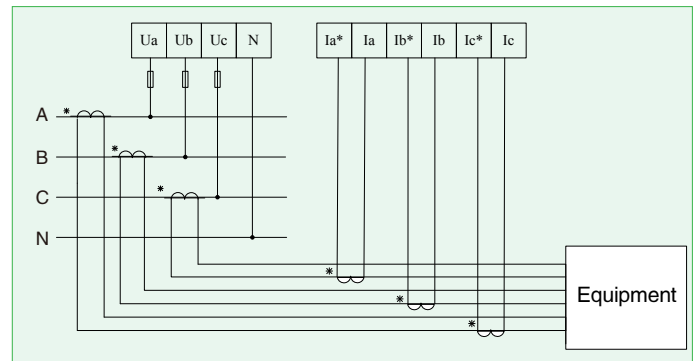 Ua Ub Uc N Ia* Ia Ib* Ib Ic* Ic
A *
B *
C *
N
*
*
*
Equipment